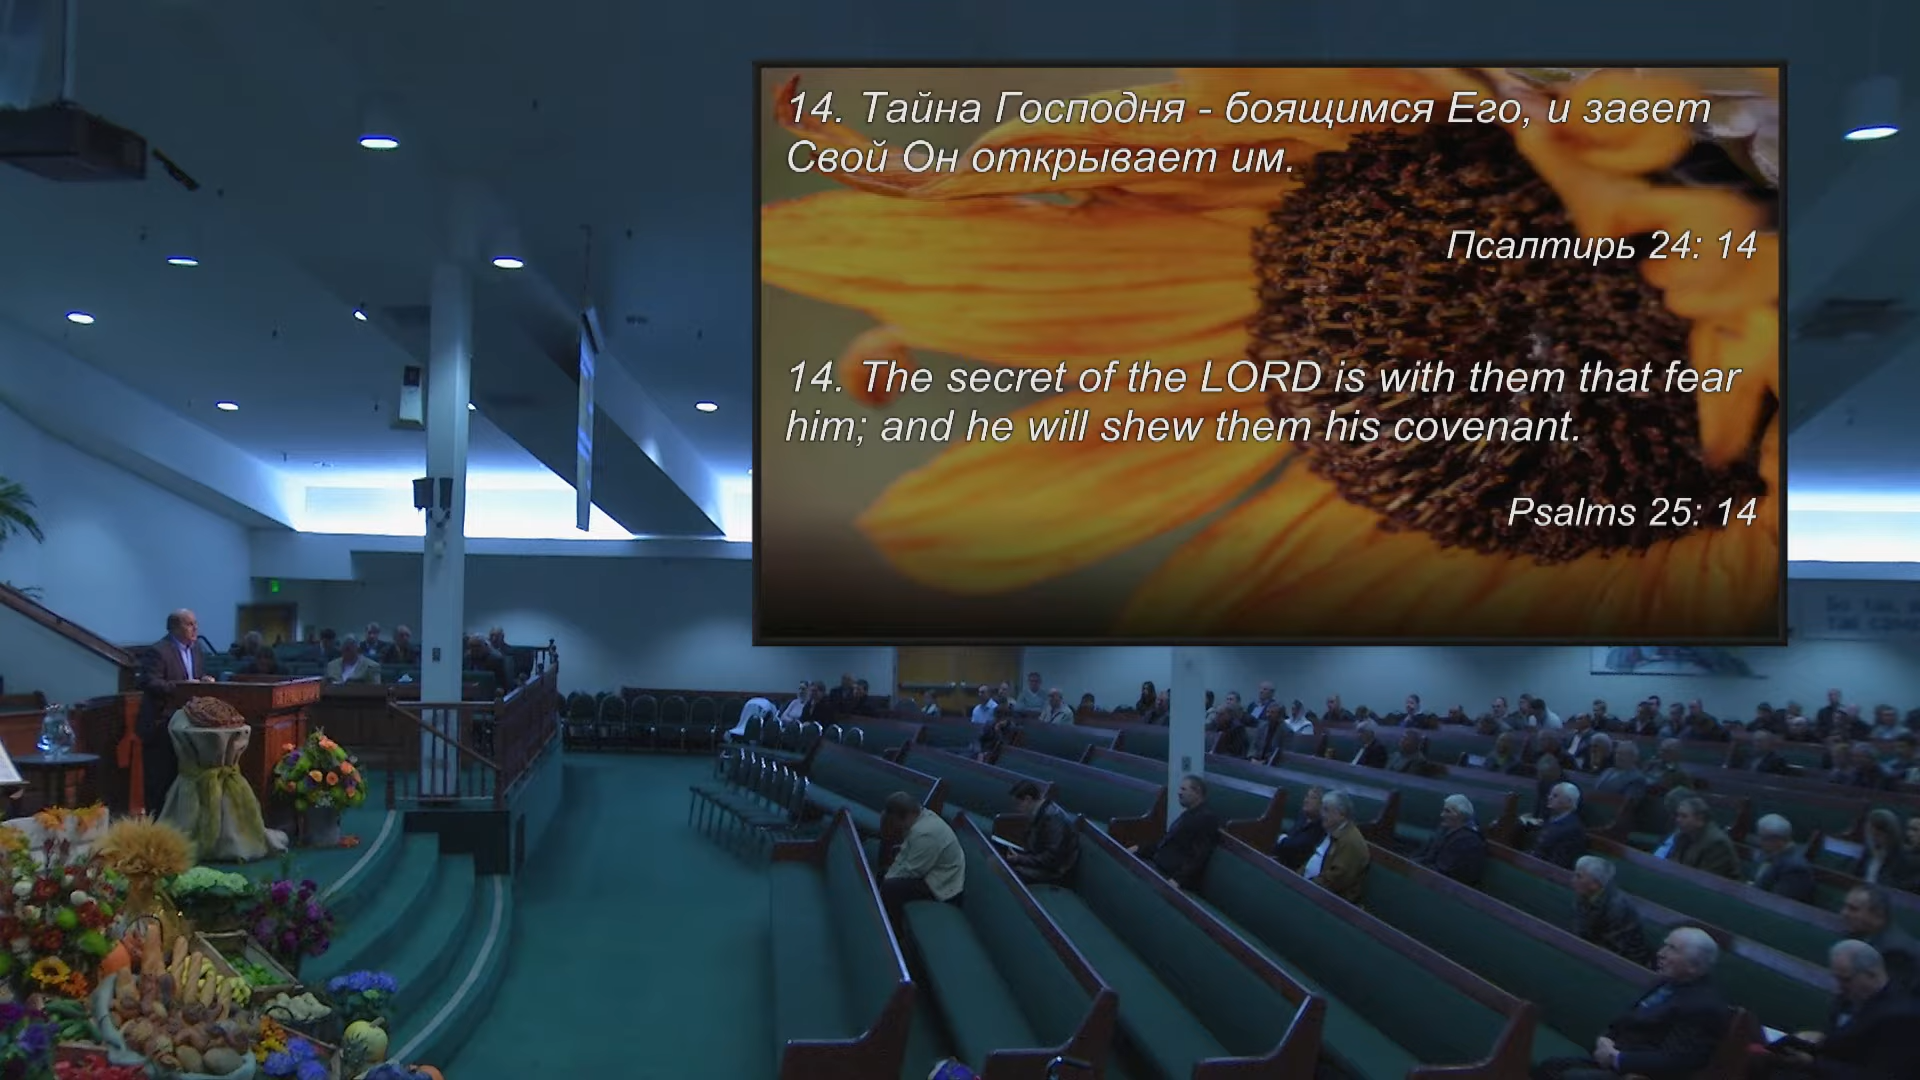 14. Тайна Господня - боящимся Его, и завет
Свой Он открывает им.
Псалтирь 24: 14
14. The secret of the LORD is with them that fear
him; and he will shew them his covenant.
Psalms 25: 14